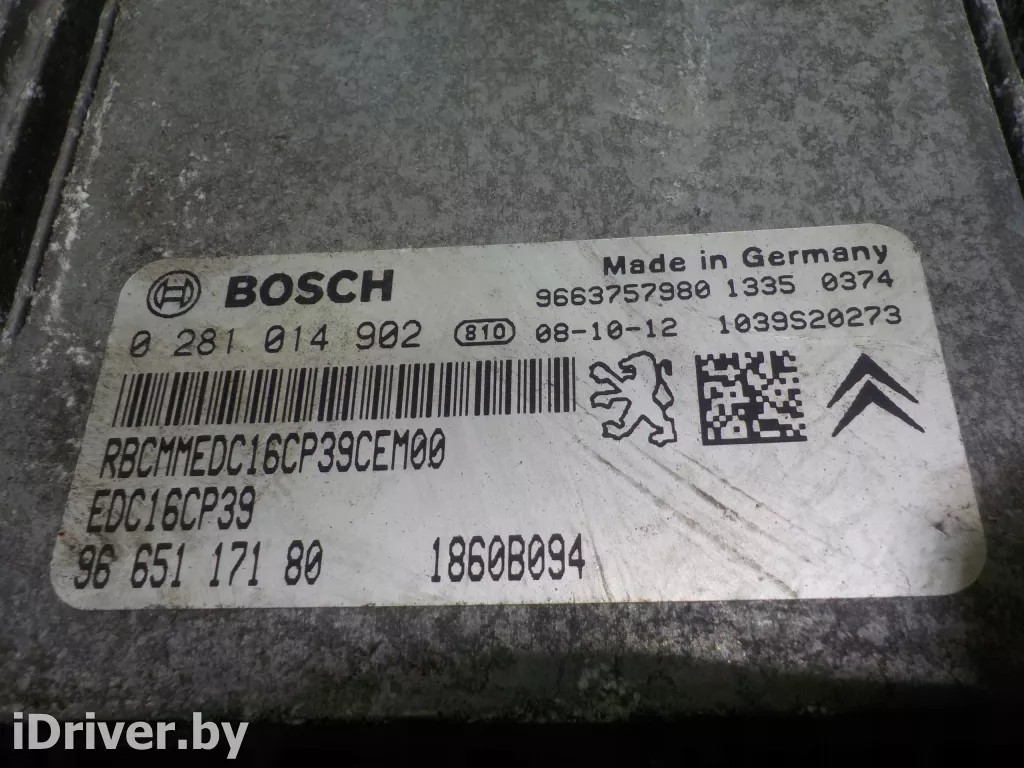 BOSCH
Made in Germany
9663757980 1335 0374
0 281 014 902 810 08-10-12 1039S20273
RBCMMEDC16CP39CEM00
EDC16CP39
96 651 171 80 1860B094
iDriver.by